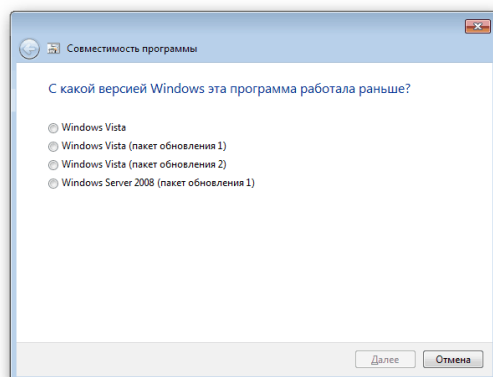 Совместимость программы
С какой версией Windows эта программа работала раньше?
Windows Vista
Windows Vista (пакет обновления 1)
Windows Vista (пакет обновления 2)
Windows Server 2008 (пакет обновления 1)
Далее Отмена